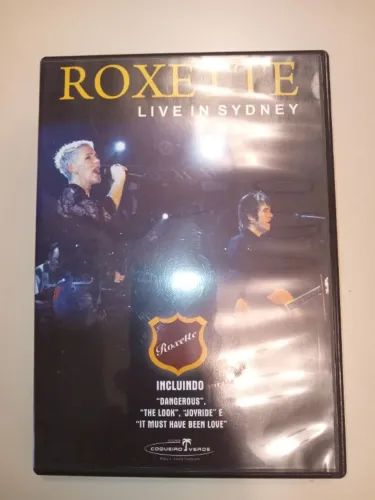 ROXETTE
LIVE IN SYDNEY
Roxette
INCLUINDO
"DANGEROUS",
"THE LOOK", "JOYRIDE" E
"IT MUST HAVE BEEN LOVE"
COQUEIRO VERDE